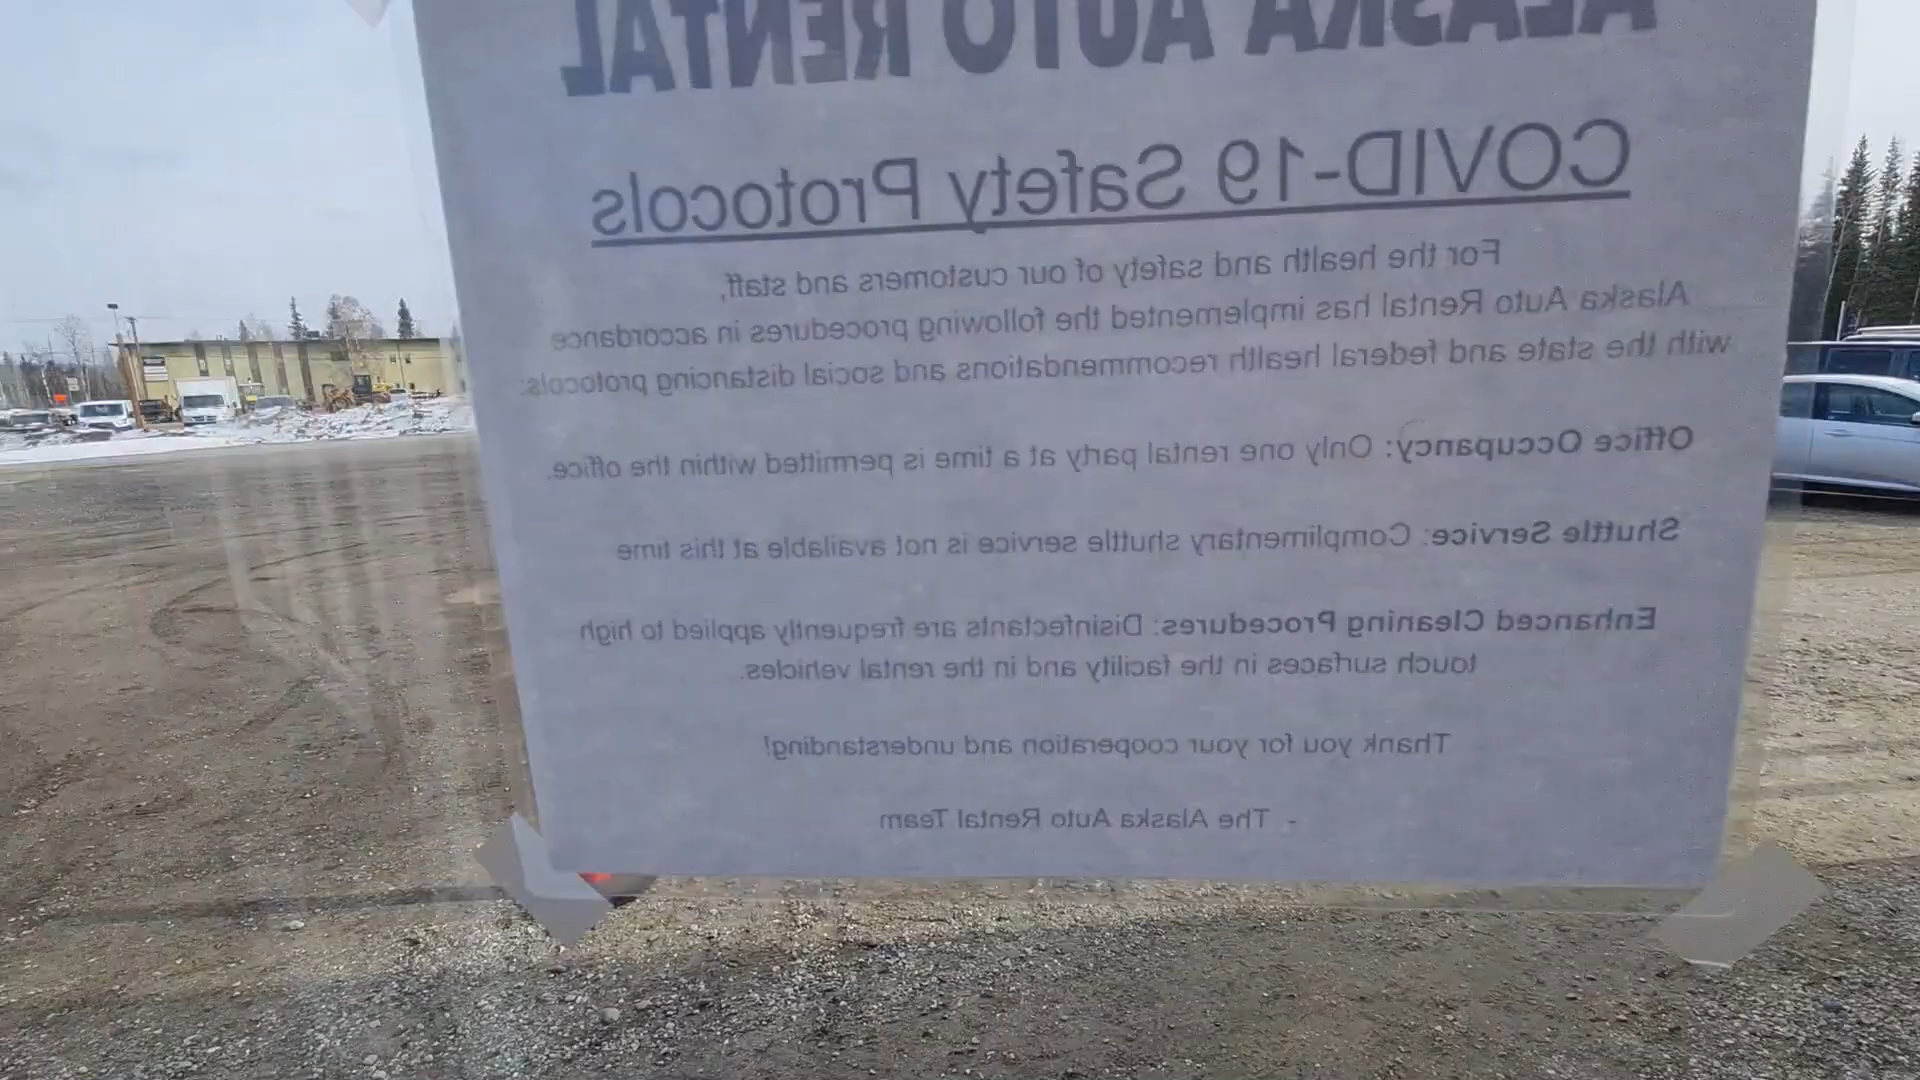 ALASKA AUTO RENTAL
COVID-19 Safety Protocols
For the health and safety of our customers and staff,
Alaska Auto Rental has implemented the following procedures in accordance
with the state and federal health recommendations and social distancing protocols:
Office Occupancy: Only one rental party at a time is permitted within the office.
Shuttle Service: Complimentary shuttle service is not available at this time
Enhanced Cleaning Procedures: Disinfectants are frequently applied to high
touch surfaces in the facility and in the rental vehicles.
Thank you for your cooperation and understanding!
- The Alaska Auto Rental Team